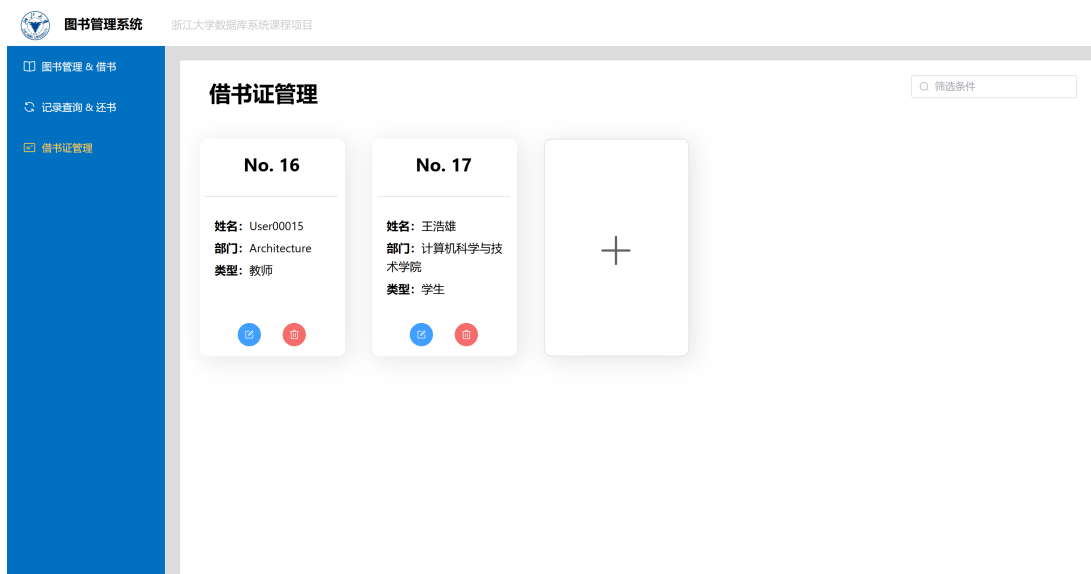 图书管理系统
浙江大学数据库系统课程项目
图书管理 & 借书
记录查询 & 还书
借书证管理
借书证管理
筛选条件
No. 16
姓名：User00015
部门：Architecture
类型：教师
No. 17
姓名：王浩雄
部门：计算机科学与技
术学院
类型：学生